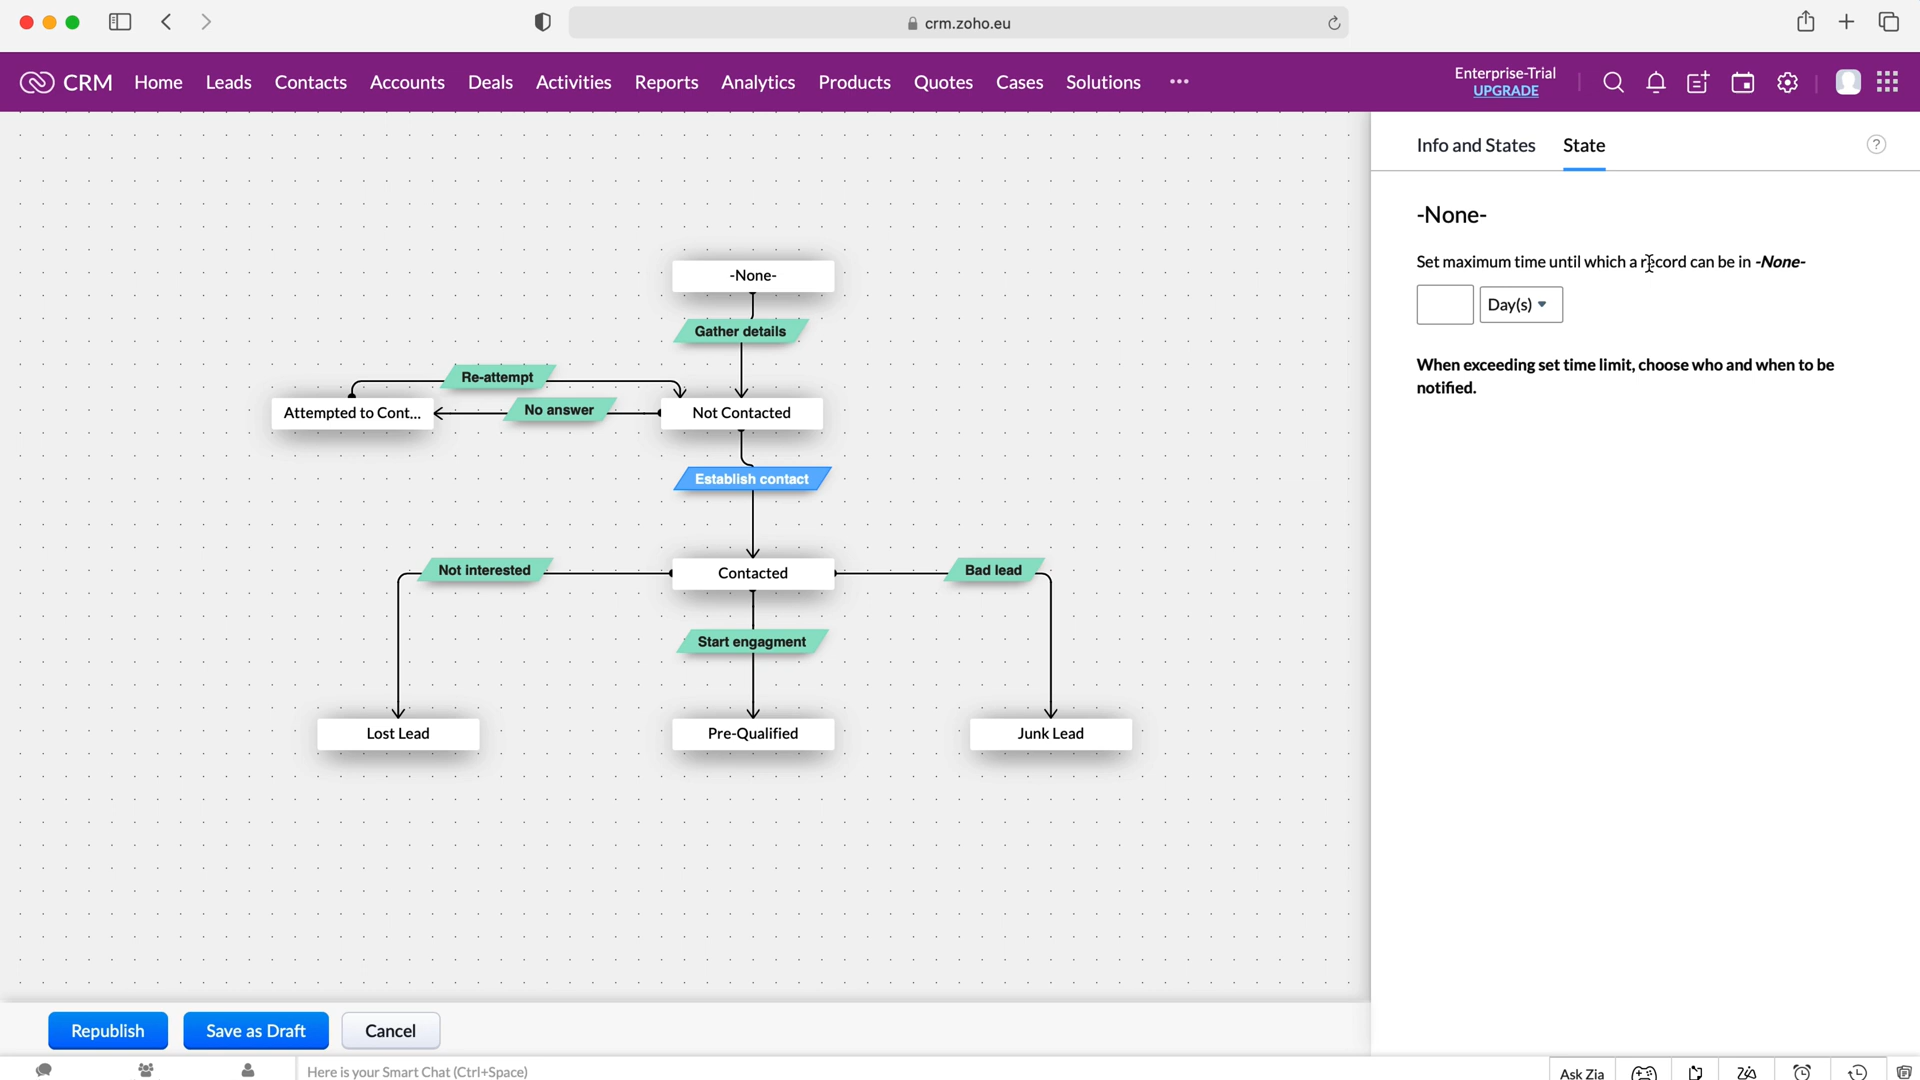 crm.zoho.eu
CRM Home Leads Contacts Accounts Deals Activities Reports Analytics Products Quotes Cases Solutions ...
Enterprise-Trial
UPGRADE
Info and States State ?
-None-
Set maximum time until which a record can be in -None-
Day(s)
When exceeding set time limit, choose who and when to be
notified.
-None-
Gather details
Re-attempt
Attempted to Cont...
No answer
Not Contacted
Establish contact
Not interested
Contacted
Bad lead
Start engagment
Lost Lead
Pre-Qualified
Junk Lead
Republish
Save as Draft
Cancel
Here is your Smart Chat (Ctrl+Space)
Ask Zia